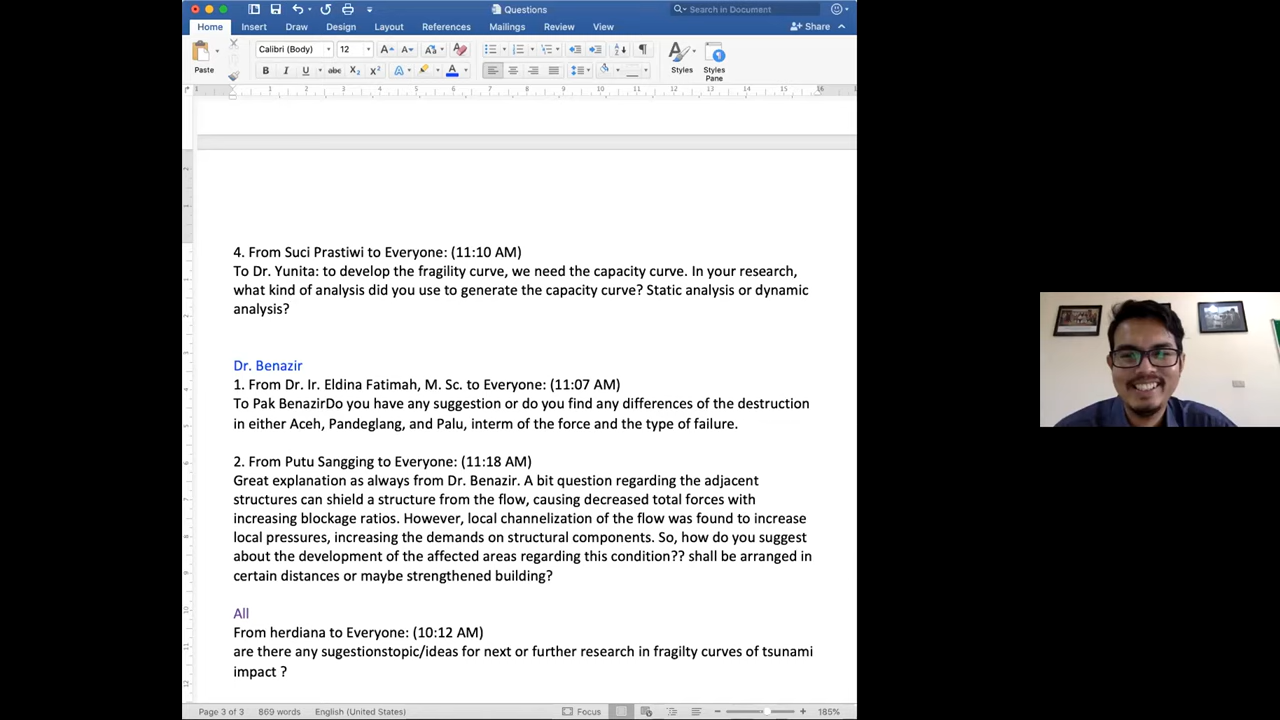 Questions
Search in Document
Home Insert Draw Design Layout References Mailings Review View
Share
Paste
Calibri (Body) 12
Styles
Styles Pane
4. From Suci Prastiwi to Everyone: (11:10 AM)
To Dr. Yunita: to develop the fragility curve, we need the capacity curve. In your research,
what kind of analysis did you use to generate the capacity curve? Static analysis or dynamic
analysis?
Dr. Benazir
1. From Dr. Ir. Eldina Fatimah, M. Sc. to Everyone: (11:07 AM)
To Pak BenazirDo you have any suggestion or do you find any differences of the destruction
in either Aceh, Pandeglang, and Palu, interm of the force and the type of failure.
2. From Putu Sangging to Everyone: (11:18 AM)
Great explanation as always from Dr. Benazir. A bit question regarding the adjacent
structures can shield a structure from the flow, causing decreased total forces with
increasing blockage ratios. However, local channelization of the flow was found to increase
local pressures, increasing the demands on structural components. So, how do you suggest
about the development of the affected areas regarding this condition?? shall be arranged in
certain distances or maybe strengthened building?
All
From herdiana to Everyone: (10:12 AM)
are there any sugestionstopic/ideas for next or further research in fragilty curves of tsunami
impact ?
Page 3 of 3 869 words English (United States) Focus 185%